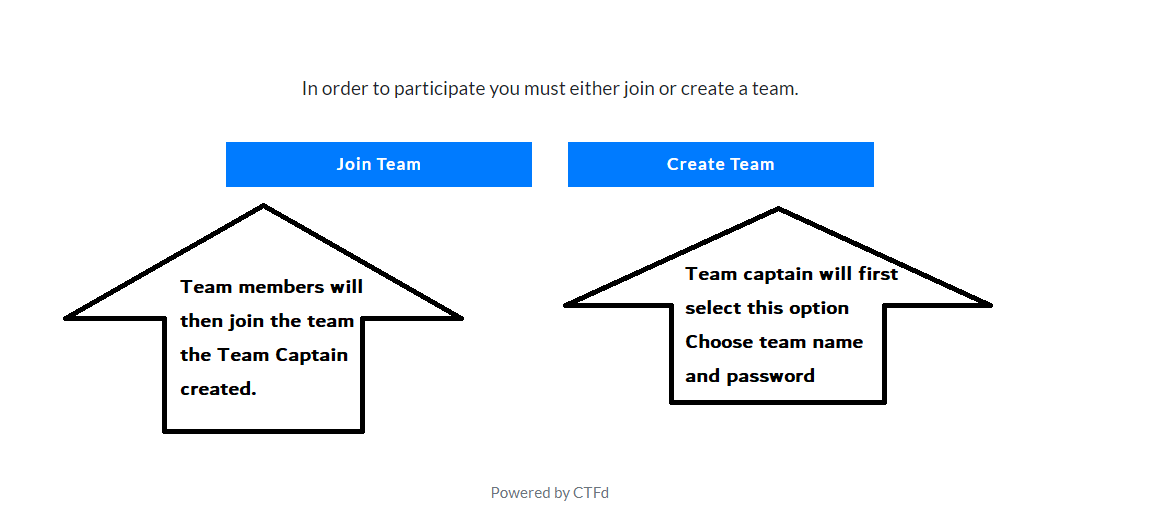 In order to participate you must either join or create a team.
Join Team
Create Team
Team members will
then join the team
the Team Captain
created.
Team captain will first
select this option
Choose team name
and password
Powered by CTFd